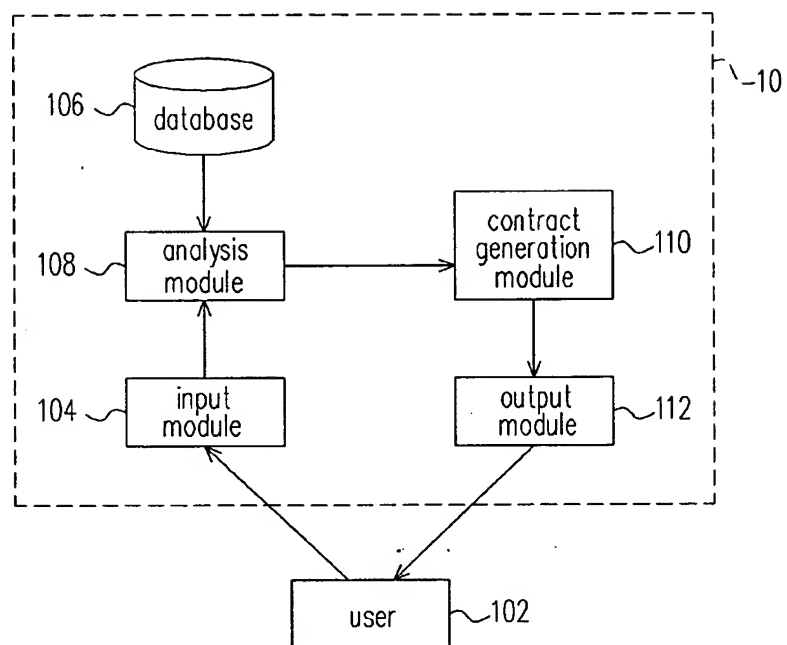 10
106
database
108
analysis
module
contract
generation
module
110
104
input
module
output
module
112
user
102